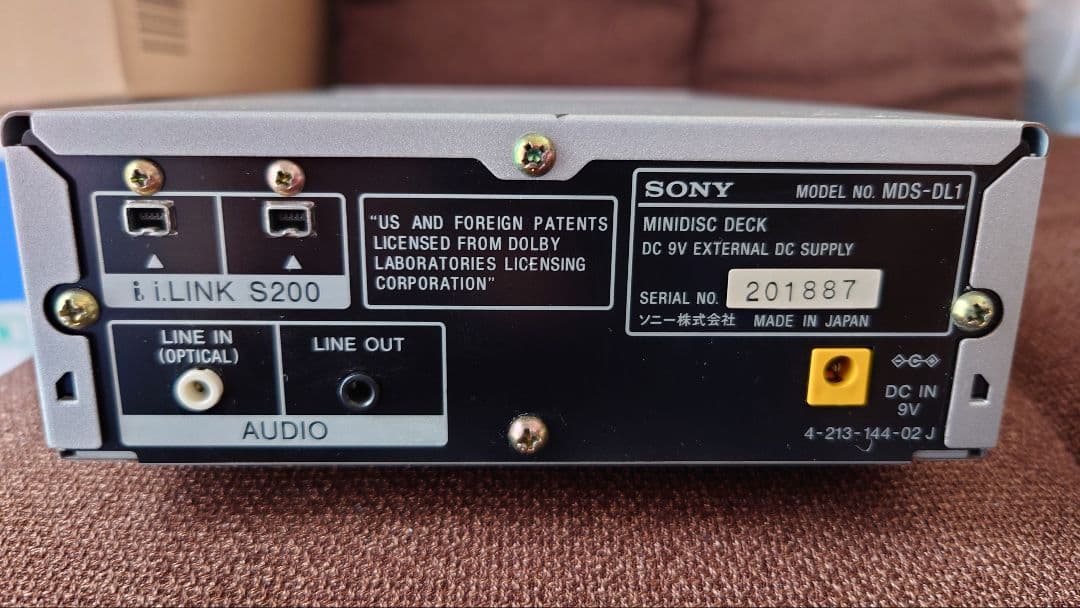 i.LINK S200
LINE IN
(OPTICAL)
LINE OUT
AUDIO
"US AND FOREIGN PATENTS
LICENSED FROM DOLBY
LABORATORIES LICENSING
CORPORATION"
SONY MODEL NO. MDS-DL1
MINIDISC DECK
DC 9V EXTERNAL DC SUPPLY
SERIAL NO. 201887
ソニー株式会社 MADE IN JAPAN
DC IN
9V
4-213-144-02 J